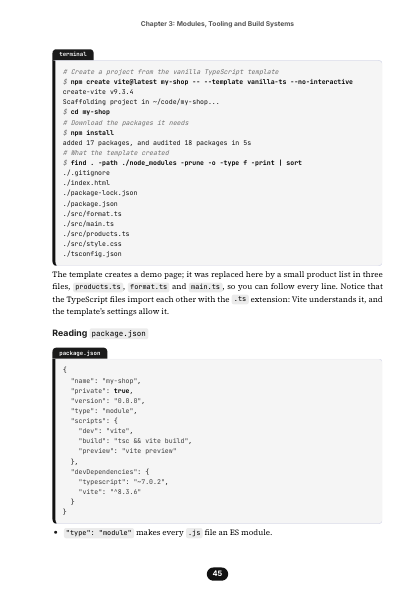 Chapter 3: Modules, Tooling and Build Systems
terminal
# Create a project from the vanilla TypeScript template
$ npm create vite@latest my-shop -- --template vanilla-ts --no-interactive
create-vite v9.3.4
Scaffolding project in ~/code/my-shop...
$ cd my-shop
# Download the packages it needs
$ npm install
added 17 packages, and audited 18 packages in 5s
# What the template created
$ find . -path ./node_modules -prune -o -type f -print | sort
./.gitignore
./index.html
./package-lock.json
./package.json
./src/format.ts
./src/main.ts
./src/products.ts
./src/style.css
./tsconfig.json
The template creates a demo page; it was replaced here by a small product list in three
files, products.ts, format.ts and main.ts, so you can follow every line. Notice that
the TypeScript files import each other with the .ts extension: Vite understands it, and
the template's settings allow it.
Reading package.json
package.json
{
"name": "my-shop",
"private": true,
"version": "0.0.0",
"type": "module",
"scripts": {
"dev": "vite",
"build": "tsc && vite build",
"preview": "vite preview"
},
"devDependencies": {
"typescript": "~7.0.2",
"vite": "^8.3.6"
}
}
• "type": "module" makes every .js file an ES module.
45